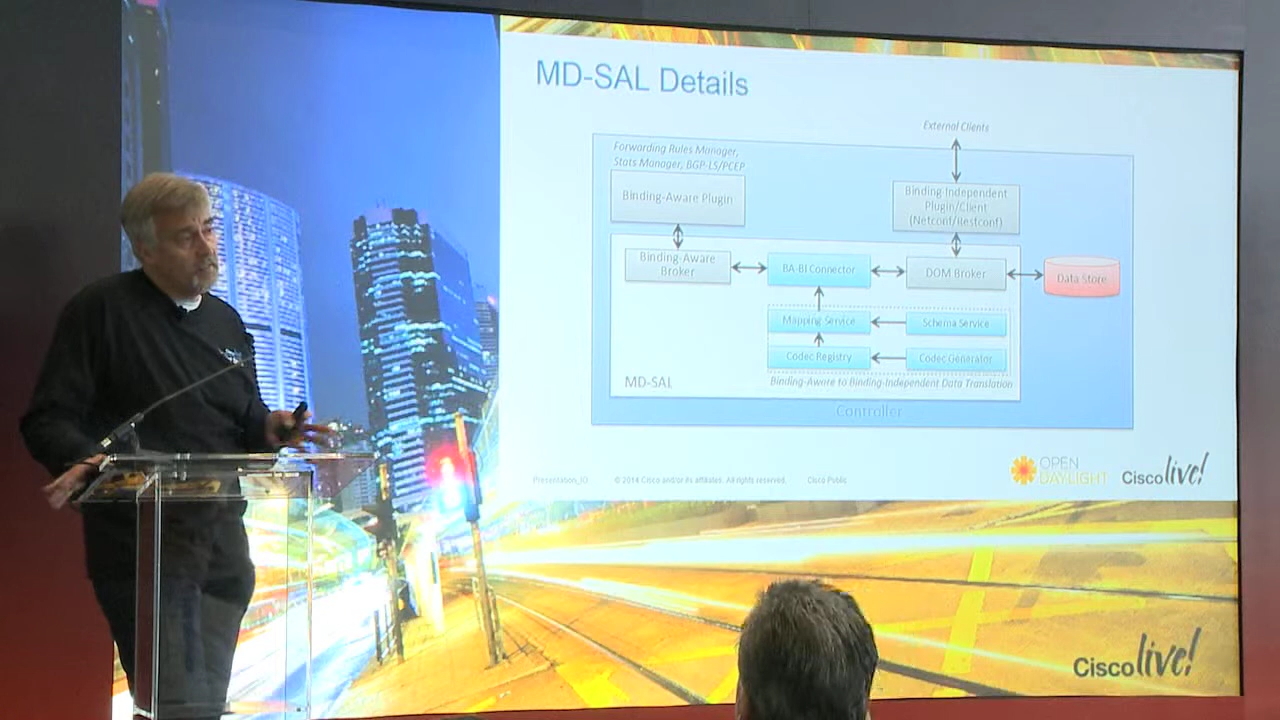 MD-SAL Details
External Clients
Forwarding Rules Manager,
Stats Manager, BGP-LS/PCEP
Binding-Aware Plugin
Binding-Independent
Plugin/Client
(Netconf/Restconf)
Binding-Aware
Broker
BA-BI Connector
DOM Broker
Data Store
Mapping Service
Schema Service
Codec Registry
Codec Generator
MD-SAL
Binding-Aware to Binding-Independent Data Translation
Controller
OPEN
DAYLIGHT
Cisco live!
Presentation_ID
© 2014 Cisco and/or its affiliates. All rights reserved.
Cisco Public
Cisco live!